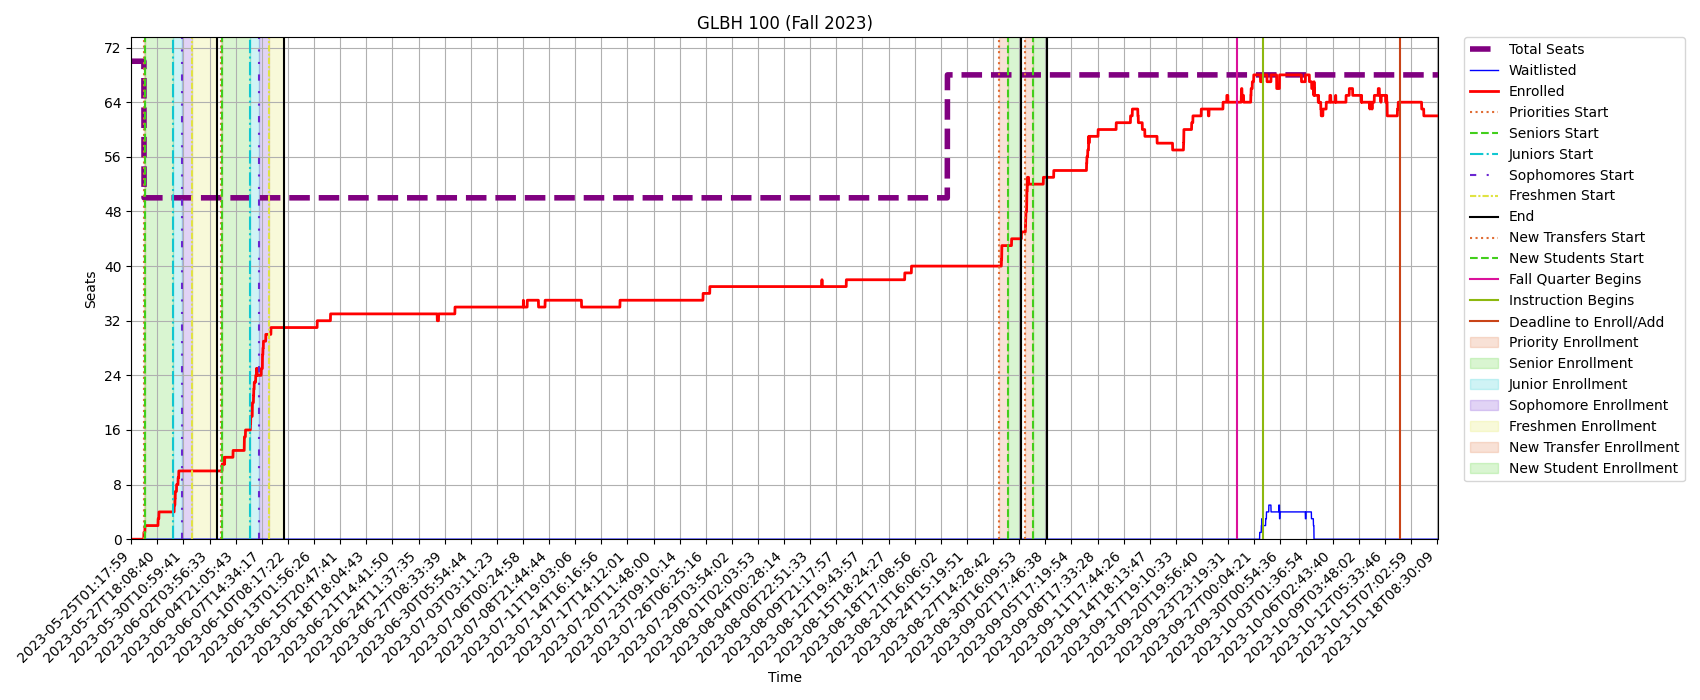 GLBH 100 (Fall 2023)
Seats
72
64
56
48
40
32
24
16
8
0
2023-05-25T01:17:59
2023-05-27T18:08:40
2023-05-30T10:59:41
2023-06-02T03:56:33
2023-06-04T21:05:43
2023-06-07T14:34:17
2023-06-10T08:17:22
2023-06-13T01:56:26
2023-06-15T20:47:41
2023-06-18T18:04:43
2023-06-21T14:41:50
2023-06-24T11:37:35
2023-06-27T08:33:39
2023-06-30T05:54:44
2023-07-03T03:11:23
2023-07-06T00:24:58
2023-07-08T21:44:44
2023-07-11T19:03:06
2023-07-14T16:16:56
2023-07-17T14:12:01
2023-07-20T11:48:00
2023-07-23T09:10:14
2023-07-26T06:25:16
2023-07-29T03:54:02
2023-08-01T02:03:53
2023-08-04T00:28:14
2023-08-06T22:51:33
2023-08-09T21:17:57
2023-08-12T19:43:57
2023-08-15T18:24:27
2023-08-18T17:08:56
2023-08-21T16:06:02
2023-08-24T15:19:51
2023-08-27T14:28:42
2023-08-30T16:09:53
2023-09-02T17:46:38
2023-09-05T17:19:54
2023-09-08T17:33:28
2023-09-11T17:44:26
2023-09-14T18:13:47
2023-09-17T19:10:33
2023-09-20T19:56:40
2023-09-23T23:19:31
2023-09-27T00:04:21
2023-09-30T00:54:36
2023-10-03T01:36:54
2023-10-06T02:43:40
2023-10-09T03:48:02
2023-10-12T05:33:46
2023-10-15T07:02:59
2023-10-18T08:30:09
Time
Total Seats
Waitlisted
Enrolled
Priorities Start
Seniors Start
Juniors Start
Sophomores Start
Freshmen Start
End
New Transfers Start
New Students Start
Fall Quarter Begins
Instruction Begins
Deadline to Enroll/Add
Priority Enrollment
Senior Enrollment
Junior Enrollment
Sophomore Enrollment
Freshmen Enrollment
New Transfer Enrollment
New Student Enrollment